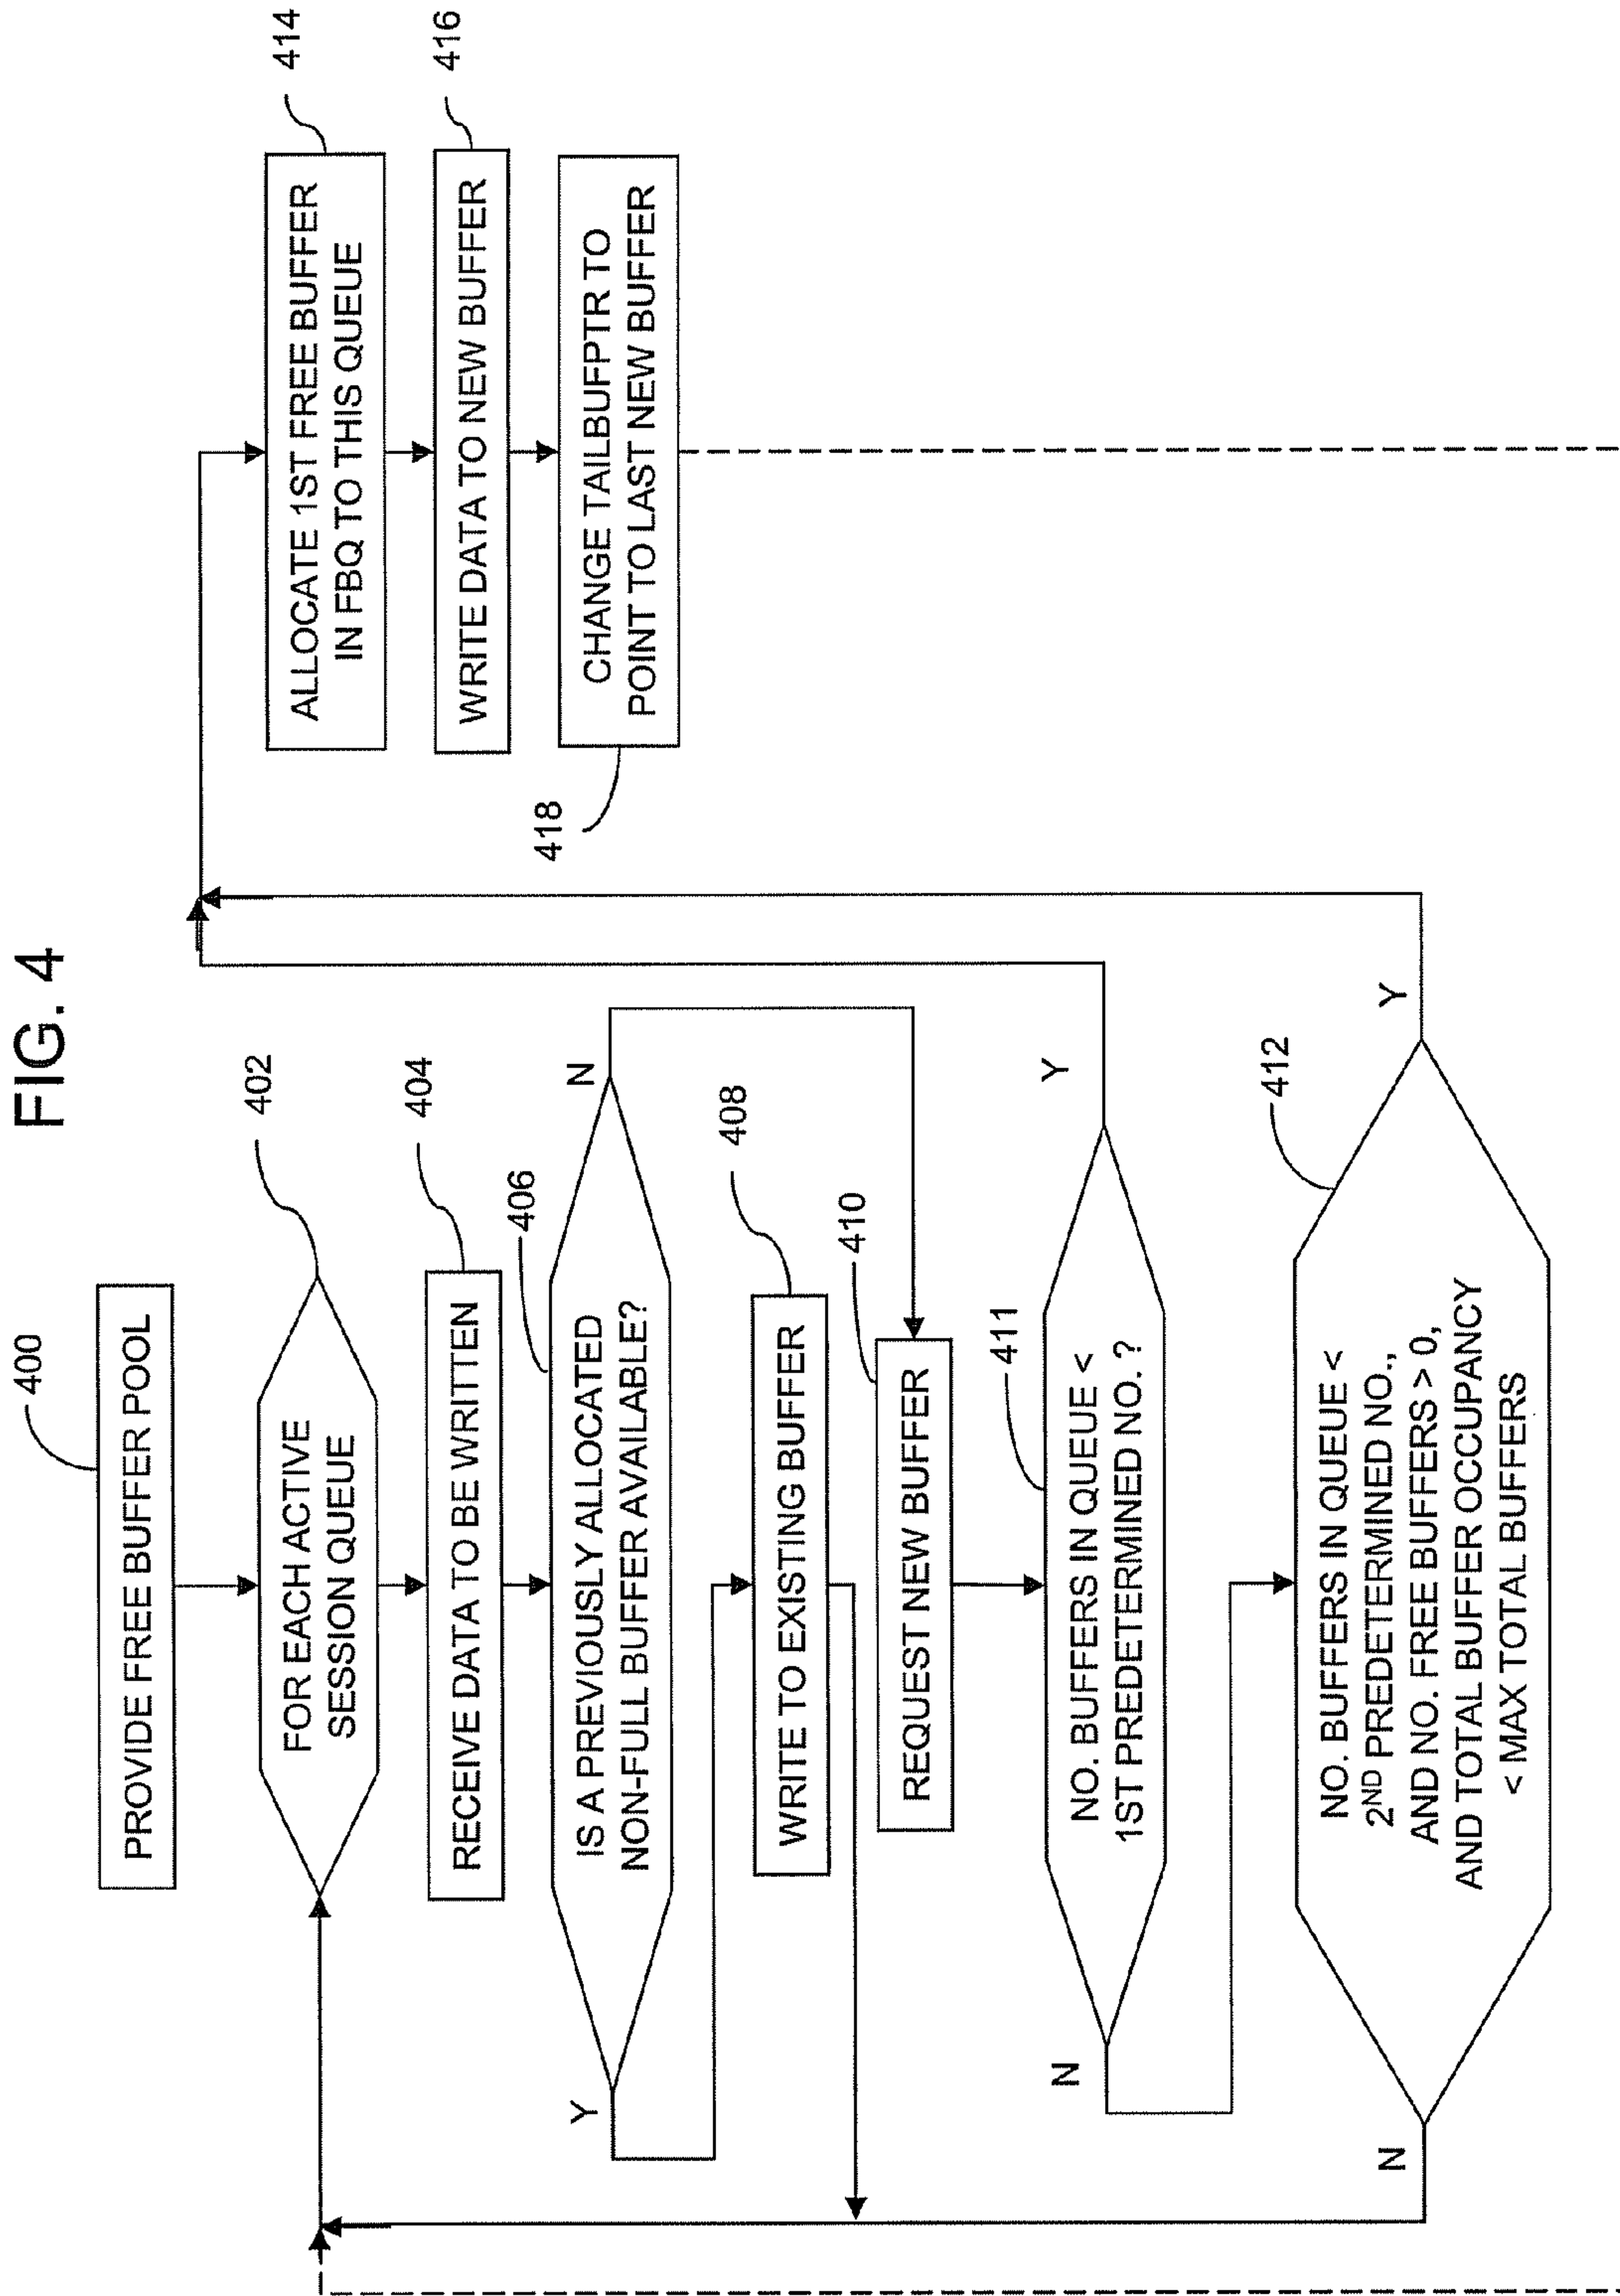 FIG. 4
400
PROVIDE FREE BUFFER POOL
402
FOR EACH ACTIVE
SESSION QUEUE
404
RECEIVE DATA TO BE WRITTEN
406
IS A PREVIOUSLY ALLOCATED
NON-FULL BUFFER AVAILABLE?
Y
N
408
WRITE TO EXISTING BUFFER
410
REQUEST NEW BUFFER
411
NO. BUFFERS IN QUEUE <
1ST PREDETERMINED NO. ?
N
Y
412
NO. BUFFERS IN QUEUE <
2ND PREDETERMINED NO.,
AND NO. FREE BUFFERS > 0,
AND TOTAL BUFFER OCCUPANCY
< MAX TOTAL BUFFERS
N
Y
414
ALLOCATE 1ST FREE BUFFER
IN FBQ TO THIS QUEUE
416
WRITE DATA TO NEW BUFFER
418
CHANGE TAILBUFPTR TO
POINT TO LAST NEW BUFFER